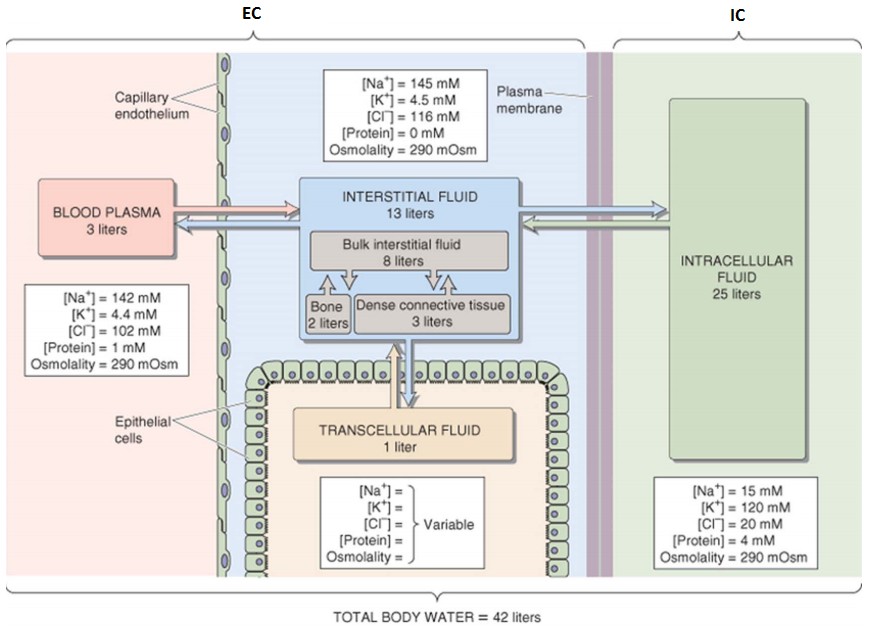 EC
IC
Capillary
endothelium
[Na⁺] = 145 mM
[K⁺] = 4.5 mM
[Cl⁻] = 116 mM
[Protein] = 0 mM
Osmolality = 290 mOsm
Plasma
membrane
BLOOD PLASMA
3 liters
INTERSTITIAL FLUID
13 liters
Bulk interstitial fluid
8 liters
Bone
2 liters
Dense connective tissue
3 liters
INTRACELLULAR
FLUID
25 liters
[Na⁺] = 142 mM
[K⁺] = 4.4 mM
[Cl⁻] = 102 mM
[Protein] = 1 mM
Osmolality = 290 mOsm
Epithelial
cells
TRANSCELLULAR FLUID
1 liter
[Na⁺] =
[K⁺] =
[Cl⁻] =
[Protein] =
Osmolality =
Variable
[Na⁺] = 15 mM
[K⁺] = 120 mM
[Cl⁻] = 20 mM
[Protein] = 4 mM
Osmolality = 290 mOsm
TOTAL BODY WATER = 42 liters